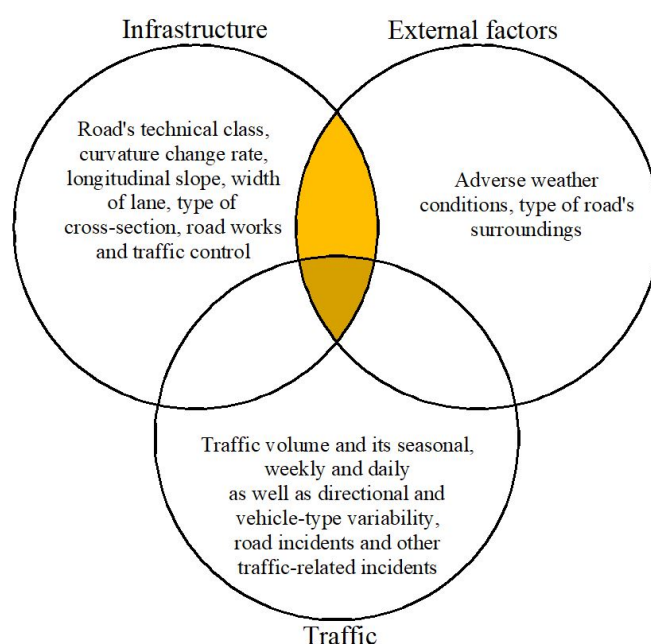 Infrastructure
External factors
Road's technical class,
curvature change rate,
longitudinal slope, width
of lane, type of
cross-section, road works
and traffic control
Adverse weather
conditions, type of road's
surroundings
Traffic volume and its seasonal,
weekly and daily
as well as directional and
vehicle-type variability,
road incidents and other
traffic-related incidents
Traffic